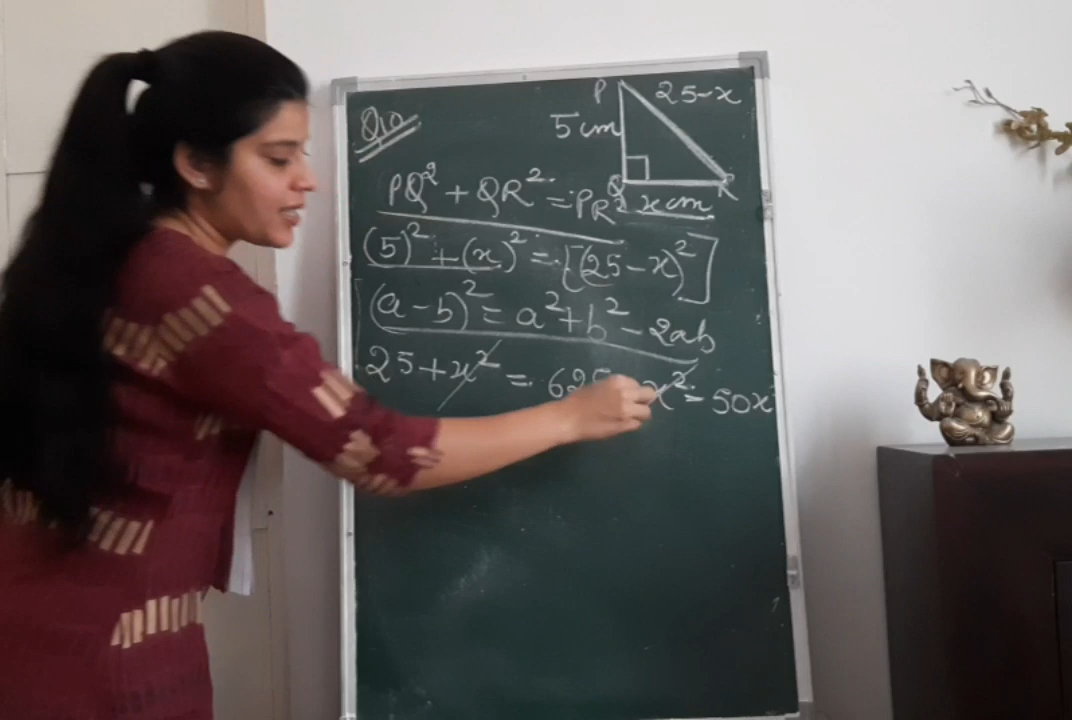 Q10
P 25-x
5cm
Q x cm R
PQ² + QR² = PR²
(5)² + (x)² = [(25-x)²]
(a-b)² = a² + b² - 2ab
25 + x² = 625 x² - 50x